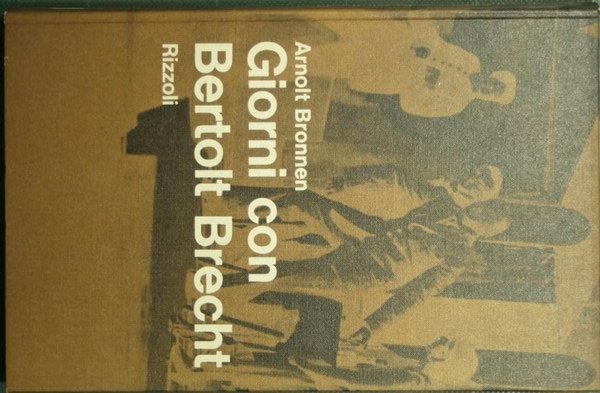 Arnolt Bronnen
Giorni con
Bertolt Brecht
Rizzoli